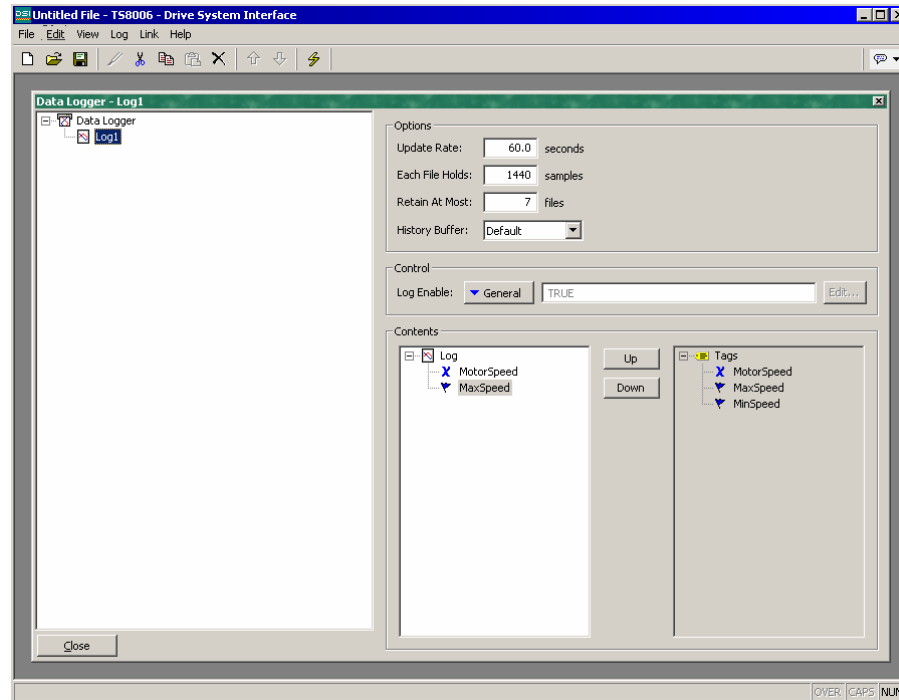 DSI Untitled File - TS8006 - Drive System Interface
File Edit View Log Link Help
Data Logger - Log1
Data Logger
Log1
Options
Update Rate: 60.0 seconds
Each File Holds: 1440 samples
Retain At Most: 7 files
History Buffer: Default
Control
Log Enable: General TRUE Edit...
Contents
Log
MotorSpeed
MaxSpeed
Up
Down
Tags
MotorSpeed
MaxSpeed
MinSpeed
Close
OVER CAPS NUM